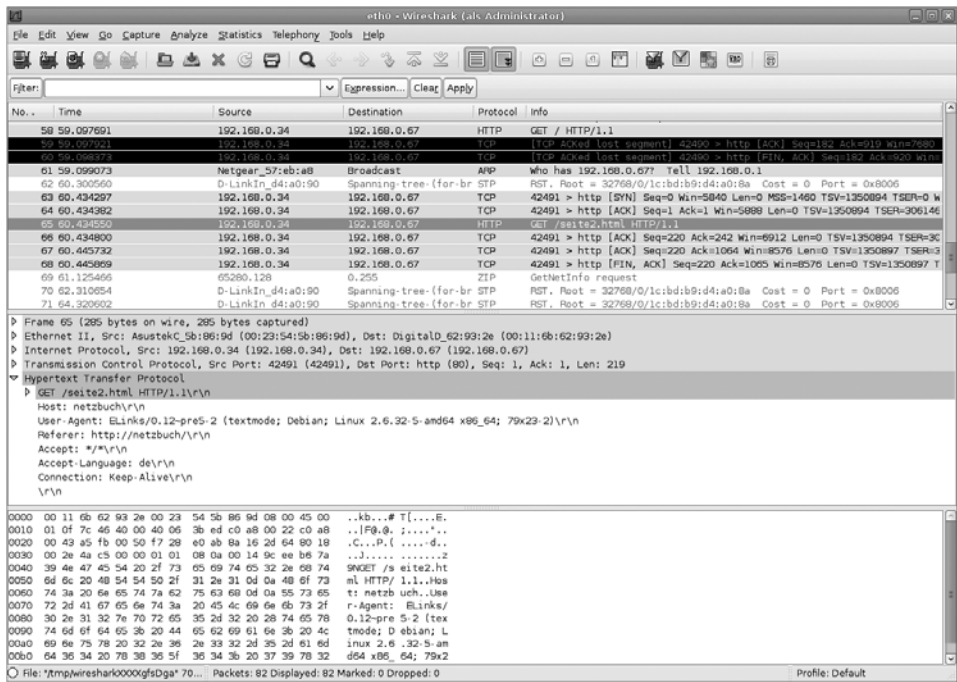 eth0 - Wireshark (als Administrator)
File Edit View Go Capture Analyze Statistics Telephony Tools Help
Filter: Expression... Clear Apply
No. . Time Source Destination Protocol Info
58 59.097691 192.168.0.34 192.168.0.67 HTTP GET / HTTP/1.1
59 59.097921 192.168.0.34 192.168.0.67 TCP [TCP ACKed lost segment] 42490 > http [ACK] Seq=182 Ack=919 Win=7680
60 59.098373 192.168.0.34 192.168.0.67 TCP [TCP ACKed lost segment] 42490 > http [FIN, ACK] Seq=182 Ack=920 Win=
61 59.099073 Netgear_57:eb:a8 Broadcast ARP Who has 192.168.0.67? Tell 192.168.0.1
62 60.300560 D-LinkIn_d4:a0:90 Spanning-tree-(for-br STP RST. Root = 32768/0/1c:bd:b9:d4:a0:8a Cost = 0 Port = 0x8006
63 60.434297 192.168.0.34 192.168.0.67 TCP 42491 > http [SYN] Seq=0 Win=5840 Len=0 MSS=1460 TSV=1350894 TSER=0 W
64 60.434382 192.168.0.34 192.168.0.67 TCP 42491 > http [ACK] Seq=1 Ack=1 Win=5888 Len=0 TSV=1350894 TSER=306146
65 60.434550 192.168.0.34 192.168.0.67 HTTP GET /seite2.html HTTP/1.1
66 60.434800 192.168.0.34 192.168.0.67 TCP 42491 > http [ACK] Seq=220 Ack=242 Win=6912 Len=0 TSV=1350894 TSER=30
67 60.445732 192.168.0.34 192.168.0.67 TCP 42491 > http [ACK] Seq=220 Ack=1064 Win=8576 Len=0 TSV=1350897 TSER=3
68 60.445869 192.168.0.34 192.168.0.67 TCP 42491 > http [FIN, ACK] Seq=220 Ack=1065 Win=8576 Len=0 TSV=1350897 T
69 61.125466 65280.128 0.255 ZIP GetNetInfo request
70 62.310654 D-LinkIn_d4:a0:90 Spanning-tree-(for-br STP RST. Root = 32768/0/1c:bd:b9:d4:a0:8a Cost = 0 Port = 0x8006
71 64.320602 D-LinkIn_d4:a0:90 Spanning-tree-(for-br STP RST. Root = 32768/0/1c:bd:b9:d4:a0:8a Cost = 0 Port = 0x8006
Frame 65 (285 bytes on wire, 285 bytes captured)
Ethernet II, Src: AsustekC_5b:86:9d (00:23:54:5b:86:9d), Dst: DigitalD_62:93:2e (00:11:6b:62:93:2e)
Internet Protocol, Src: 192.168.0.34 (192.168.0.34), Dst: 192.168.0.67 (192.168.0.67)
Transmission Control Protocol, Src Port: 42491 (42491), Dst Port: http (80), Seq: 1, Ack: 1, Len: 219
Hypertext Transfer Protocol
GET /seite2.html HTTP/1.1\r\n
Host: netzbuch\r\n
User-Agent: ELinks/0.12~pre5-2 (textmode; Debian; Linux 2.6.32-5-amd64 x86_64; 79x23-2)\r\n
Referer: http://netzbuch/\r\n
Accept: */*\r\n
Accept-Language: de\r\n
Connection: Keep-Alive\r\n
\r\n
0000 00 11 6b 62 93 2e 00 23 54 5b 86 9d 08 00 45 00 ..kb...# T[....E.
0010 01 0f 7c 46 40 00 40 06 3b ed c0 a8 00 22 c0 a8 ..|F@.@. ;...."..
0020 00 43 a5 fb 00 50 f7 28 e0 ab 8a 16 2d 64 80 18 .C...P.( ....-d..
0030 00 2e 4a c5 00 00 01 01 08 0a 00 14 9c ee b6 7a ..J..... .......z
0040 39 4e 47 45 54 20 2f 73 65 69 74 65 32 2e 68 74 9NGET /s eite2.ht
0050 6d 6c 20 48 54 54 50 2f 31 2e 31 0d 0a 48 6f 73 ml HTTP/ 1.1..Hos
0060 74 3a 20 6e 65 74 7a 62 75 63 68 0d 0a 55 73 65 t: netzb uch..Use
0070 72 2d 41 67 65 6e 74 3a 20 45 4c 69 6e 6b 73 2f r-Agent: ELinks/
0080 30 2e 31 32 7e 70 72 65 35 2d 32 20 28 74 65 78 0.12~pre 5-2 (tex
0090 74 6d 6f 64 65 3b 20 44 65 62 69 61 6e 3b 20 4c tmode; D ebian; L
00a0 69 6e 75 78 20 32 2e 36 2e 33 32 2d 35 2d 61 6d inux 2.6 .32-5-am
00b0 64 36 34 20 78 38 36 5f 36 34 3b 20 37 39 78 32 d64 x86_ 64; 79x2
File: "/tmp/wiresharkXXXXgfsDga" 70... Packets: 82 Displayed: 82 Marked: 0 Dropped: 0 Profile: Default